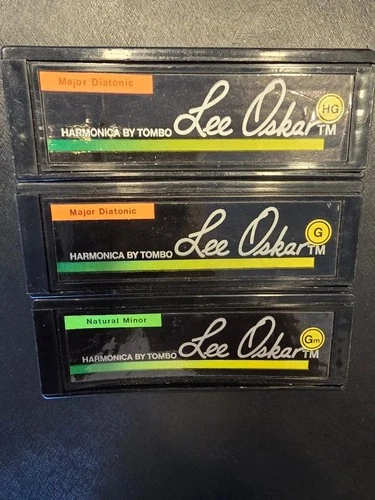 Major Diatonic
HARMONICA BY TOMBO Lee Oskar TM HG
Major Diatonic
HARMONICA BY TOMBO Lee Oskar TM G
Natural Minor
HARMONICA BY TOMBO Lee Oskar TM Gm